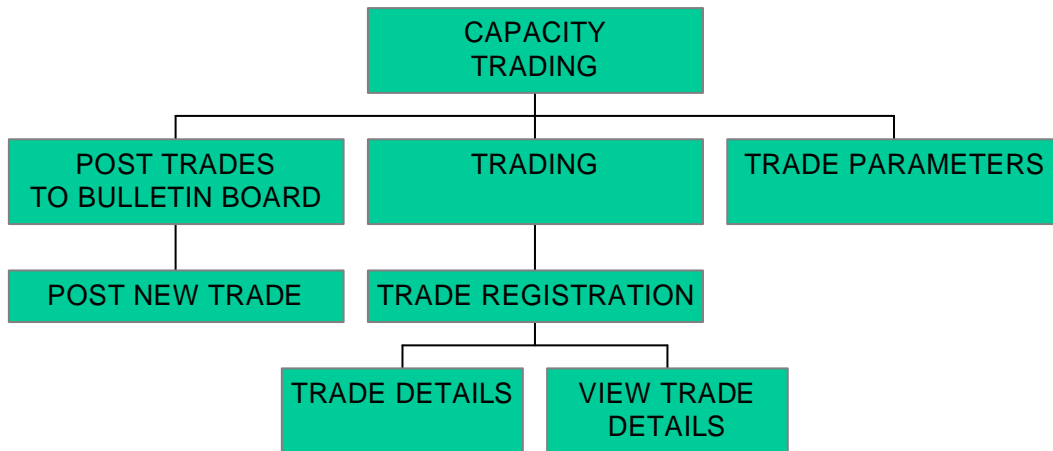 CAPACITY
TRADING
POST TRADES
TO BULLETIN BOARD
TRADING
TRADE PARAMETERS
POST NEW TRADE
TRADE REGISTRATION
TRADE DETAILS
VIEW TRADE
DETAILS